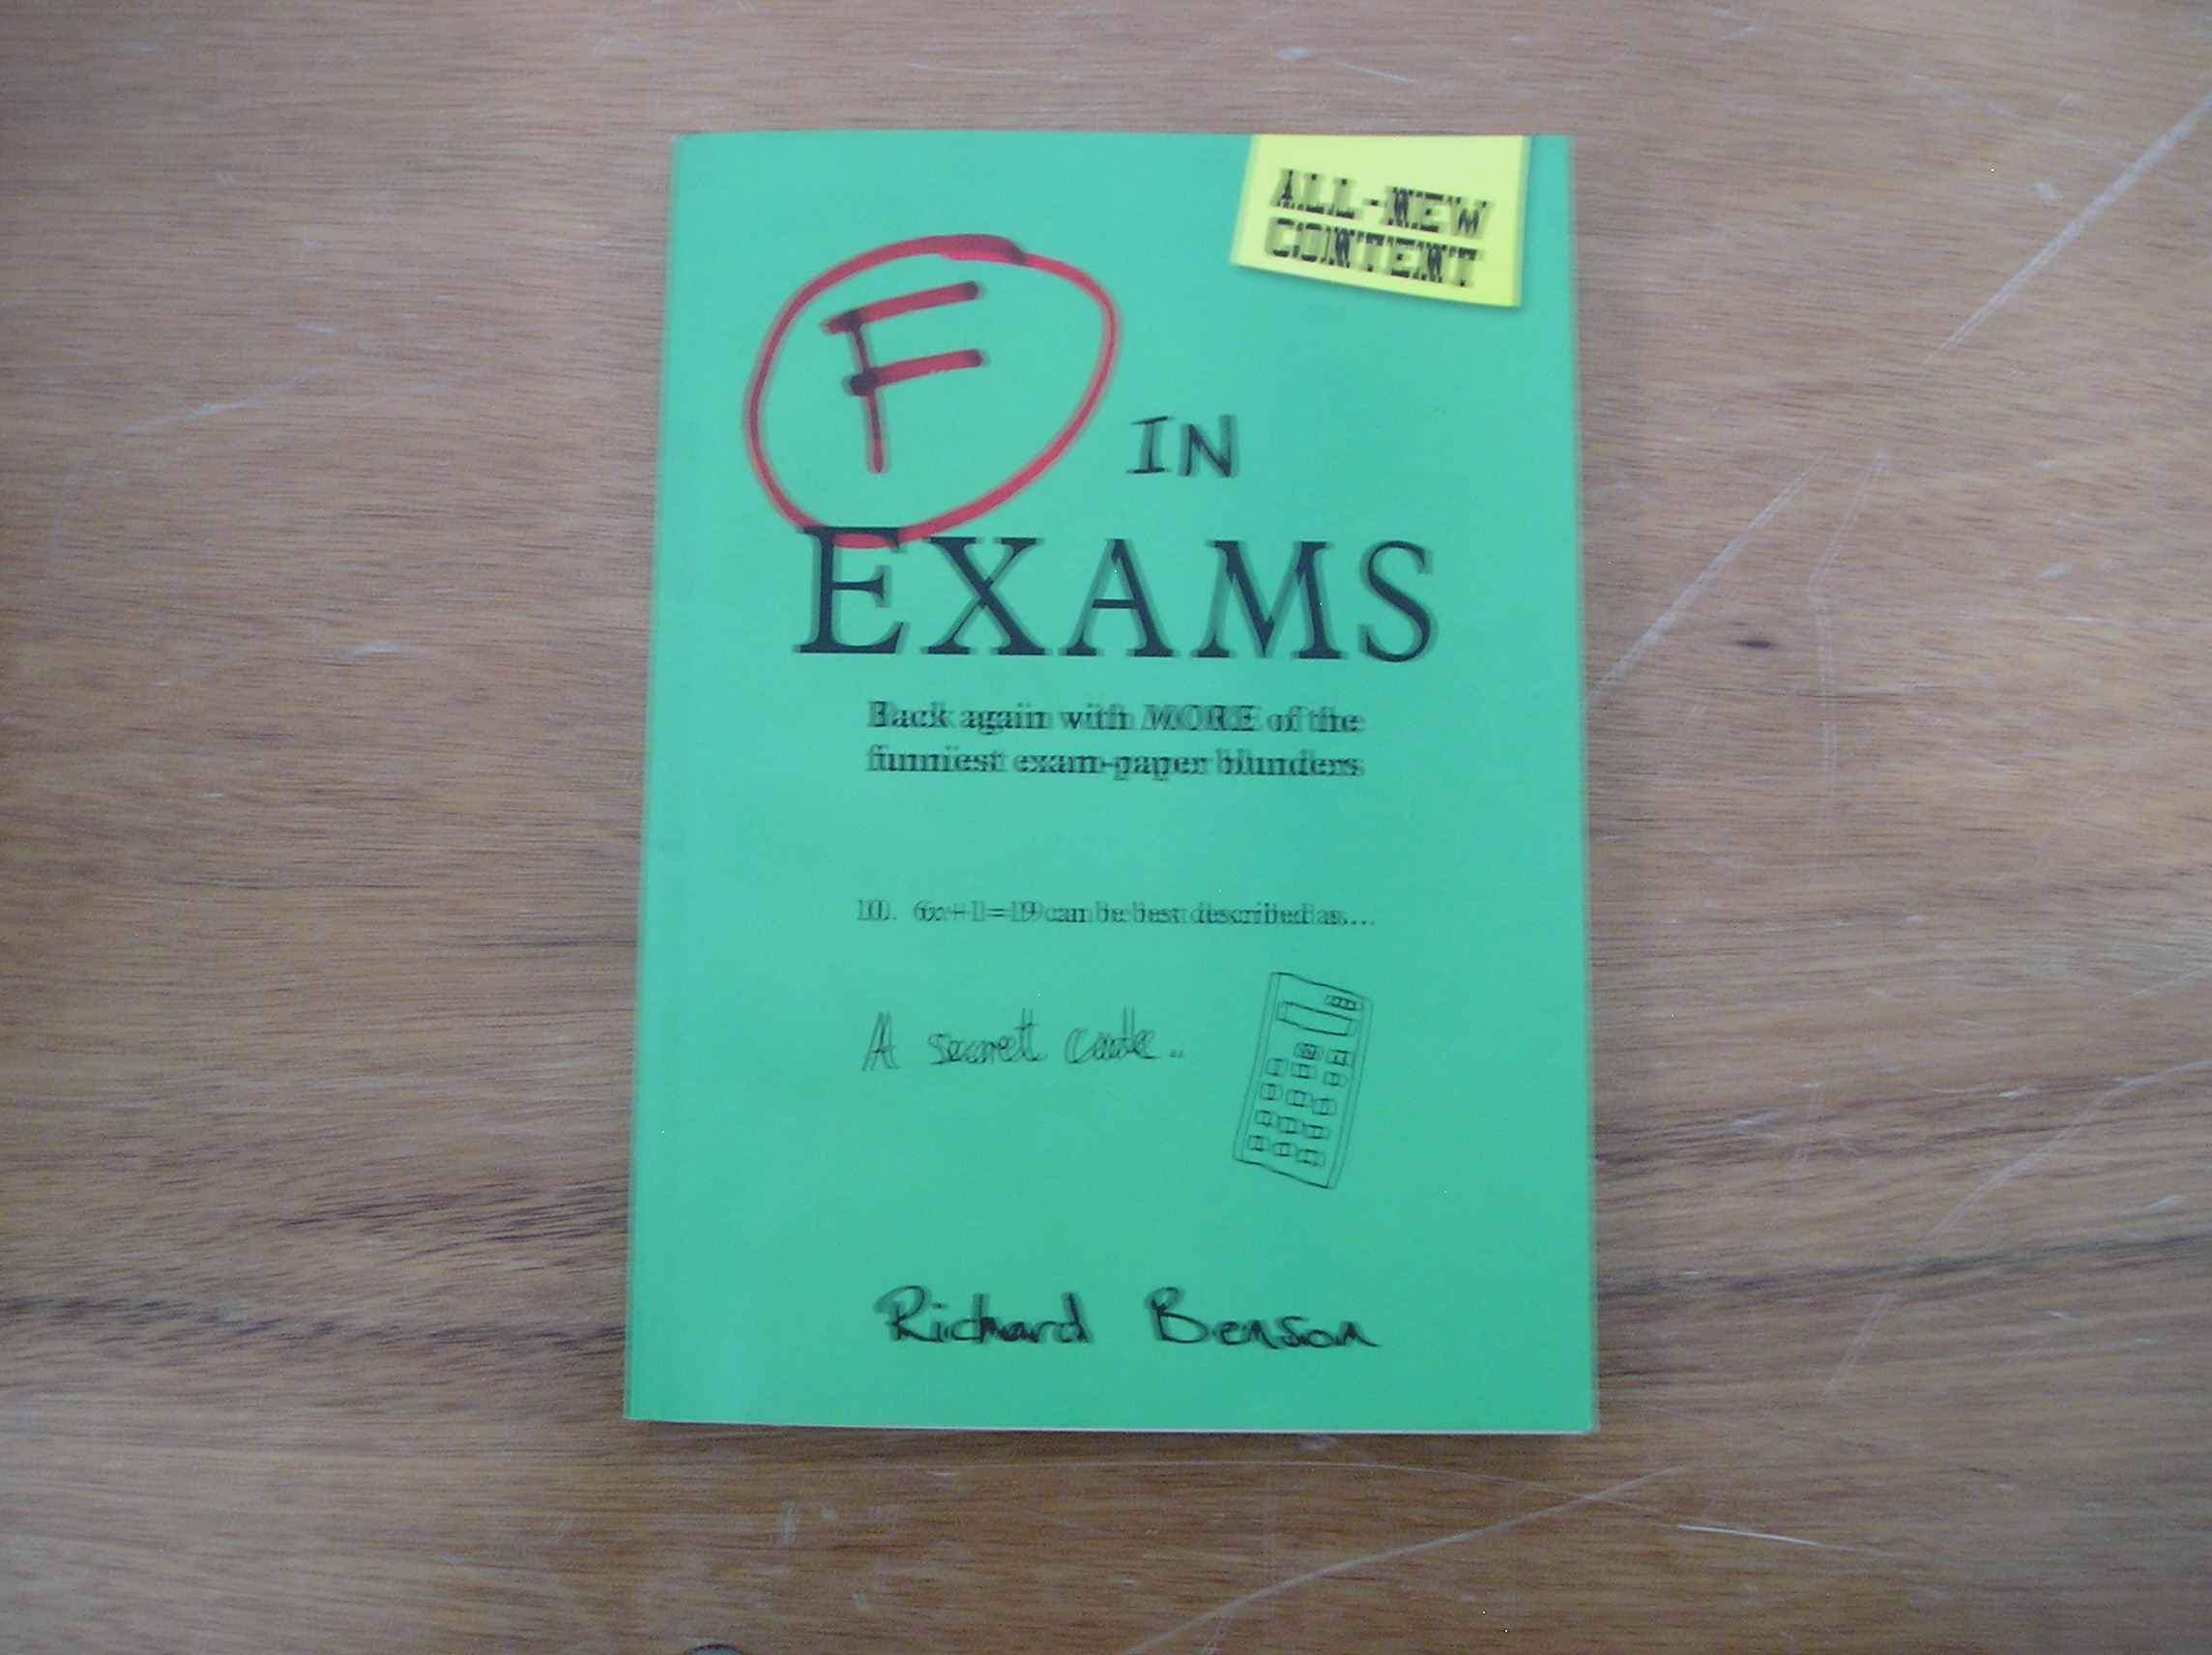 ALL-NEW
CONTENT
F IN
EXAMS
Back again with MORE of the
funniest exam-paper blunders
10. 6x+1=19 can be best described as...
A secret code.
Richard Benson